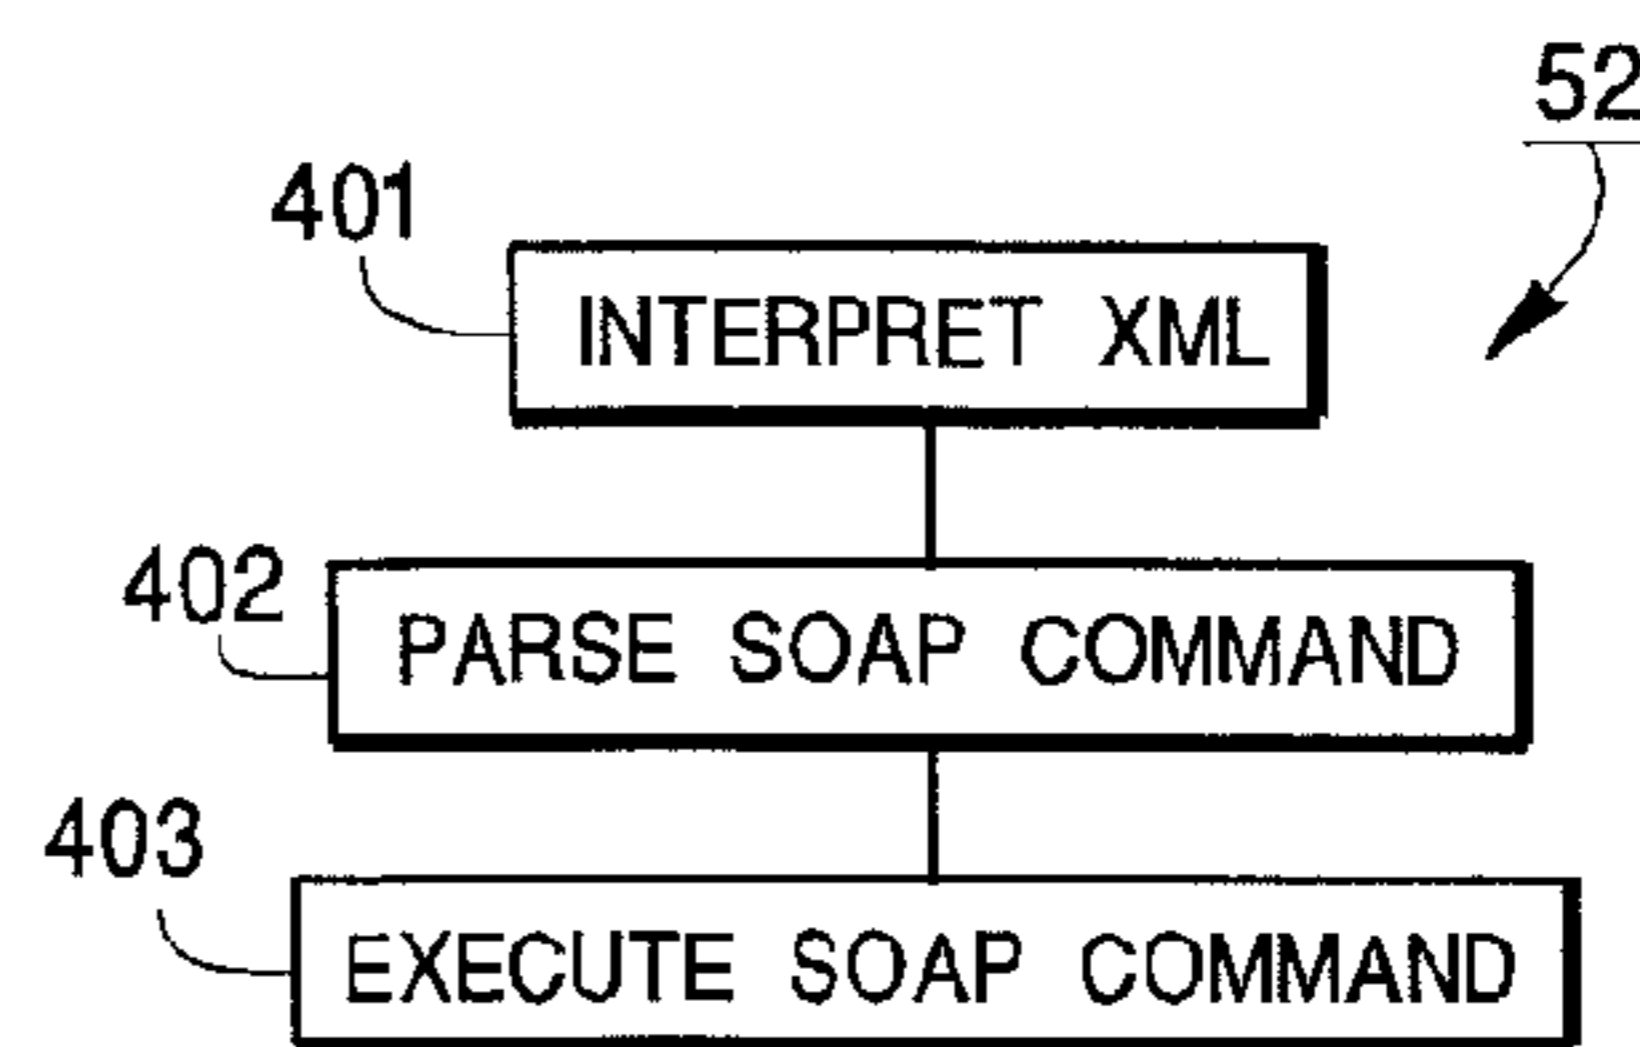 52
401
INTERPRET XML
402
PARSE SOAP COMMAND
403
EXECUTE SOAP COMMAND